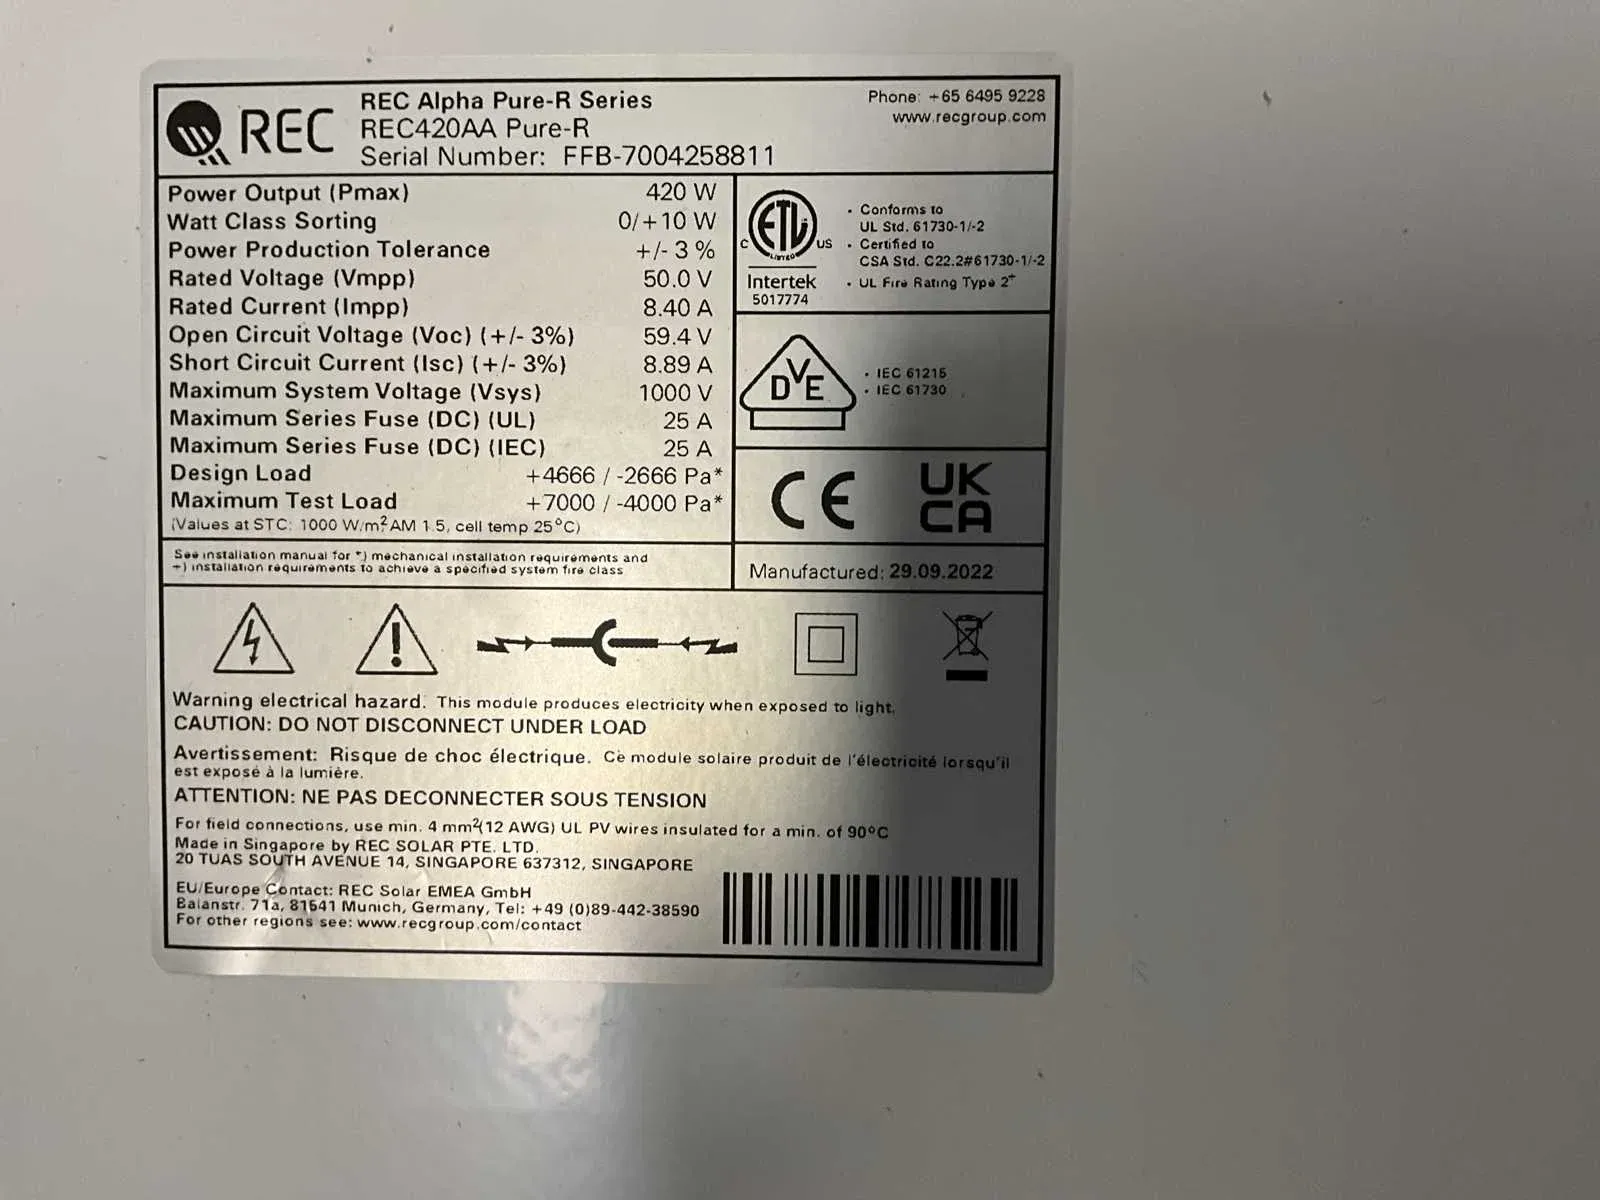 REC
REC Alpha Pure-R Series
REC420AA Pure-R
Serial Number: FFB-7004258811
Phone: +65 6495 9228
www.recgroup.com
Power Output (Pmax) 420 W
Watt Class Sorting 0/+10 W
Power Production Tolerance +/- 3 %
Rated Voltage (Vmpp) 50.0 V
Rated Current (Impp) 8.40 A
Open Circuit Voltage (Voc) (+/- 3%) 59.4 V
Short Circuit Current (Isc) (+/- 3%) 8.89 A
Maximum System Voltage (Vsys) 1000 V
Maximum Series Fuse (DC) (UL) 25 A
Maximum Series Fuse (DC) (IEC) 25 A
Design Load +4666 / -2666 Pa*
Maximum Test Load +7000 / -4000 Pa*
(Values at STC: 1000 W/m², AM 1.5, cell temp 25°C)
See installation manual for *) mechanical installation requirements and
+) installation requirements to achieve a specified system fire class
C ETL US
LISTED
Intertek
5017774
• Conforms to
UL Std. 61730-1/-2
• Certified to
CSA Std. C22.2#61730-1/-2
• UL Fire Rating Type 2+
DVE
• IEC 61215
• IEC 61730
CE
UK
CA
Manufactured: 29.09.2022
Warning electrical hazard. This module produces electricity when exposed to light.
CAUTION: DO NOT DISCONNECT UNDER LOAD
Avertissement: Risque de choc électrique. Ce module solaire produit de l'électricité lorsqu'il
est exposé à la lumière.
ATTENTION: NE PAS DECONNECTER SOUS TENSION
For field connections, use min. 4 mm²(12 AWG) UL PV wires insulated for a min. of 90°C
Made in Singapore by REC SOLAR PTE. LTD.
20 TUAS SOUTH AVENUE 14, SINGAPORE 637312, SINGAPORE
EU/Europe Contact: REC Solar EMEA GmbH
Balanstr. 71a, 81541 Munich, Germany, Tel: +49 (0)89-442-38590
For other regions see: www.recgroup.com/contact